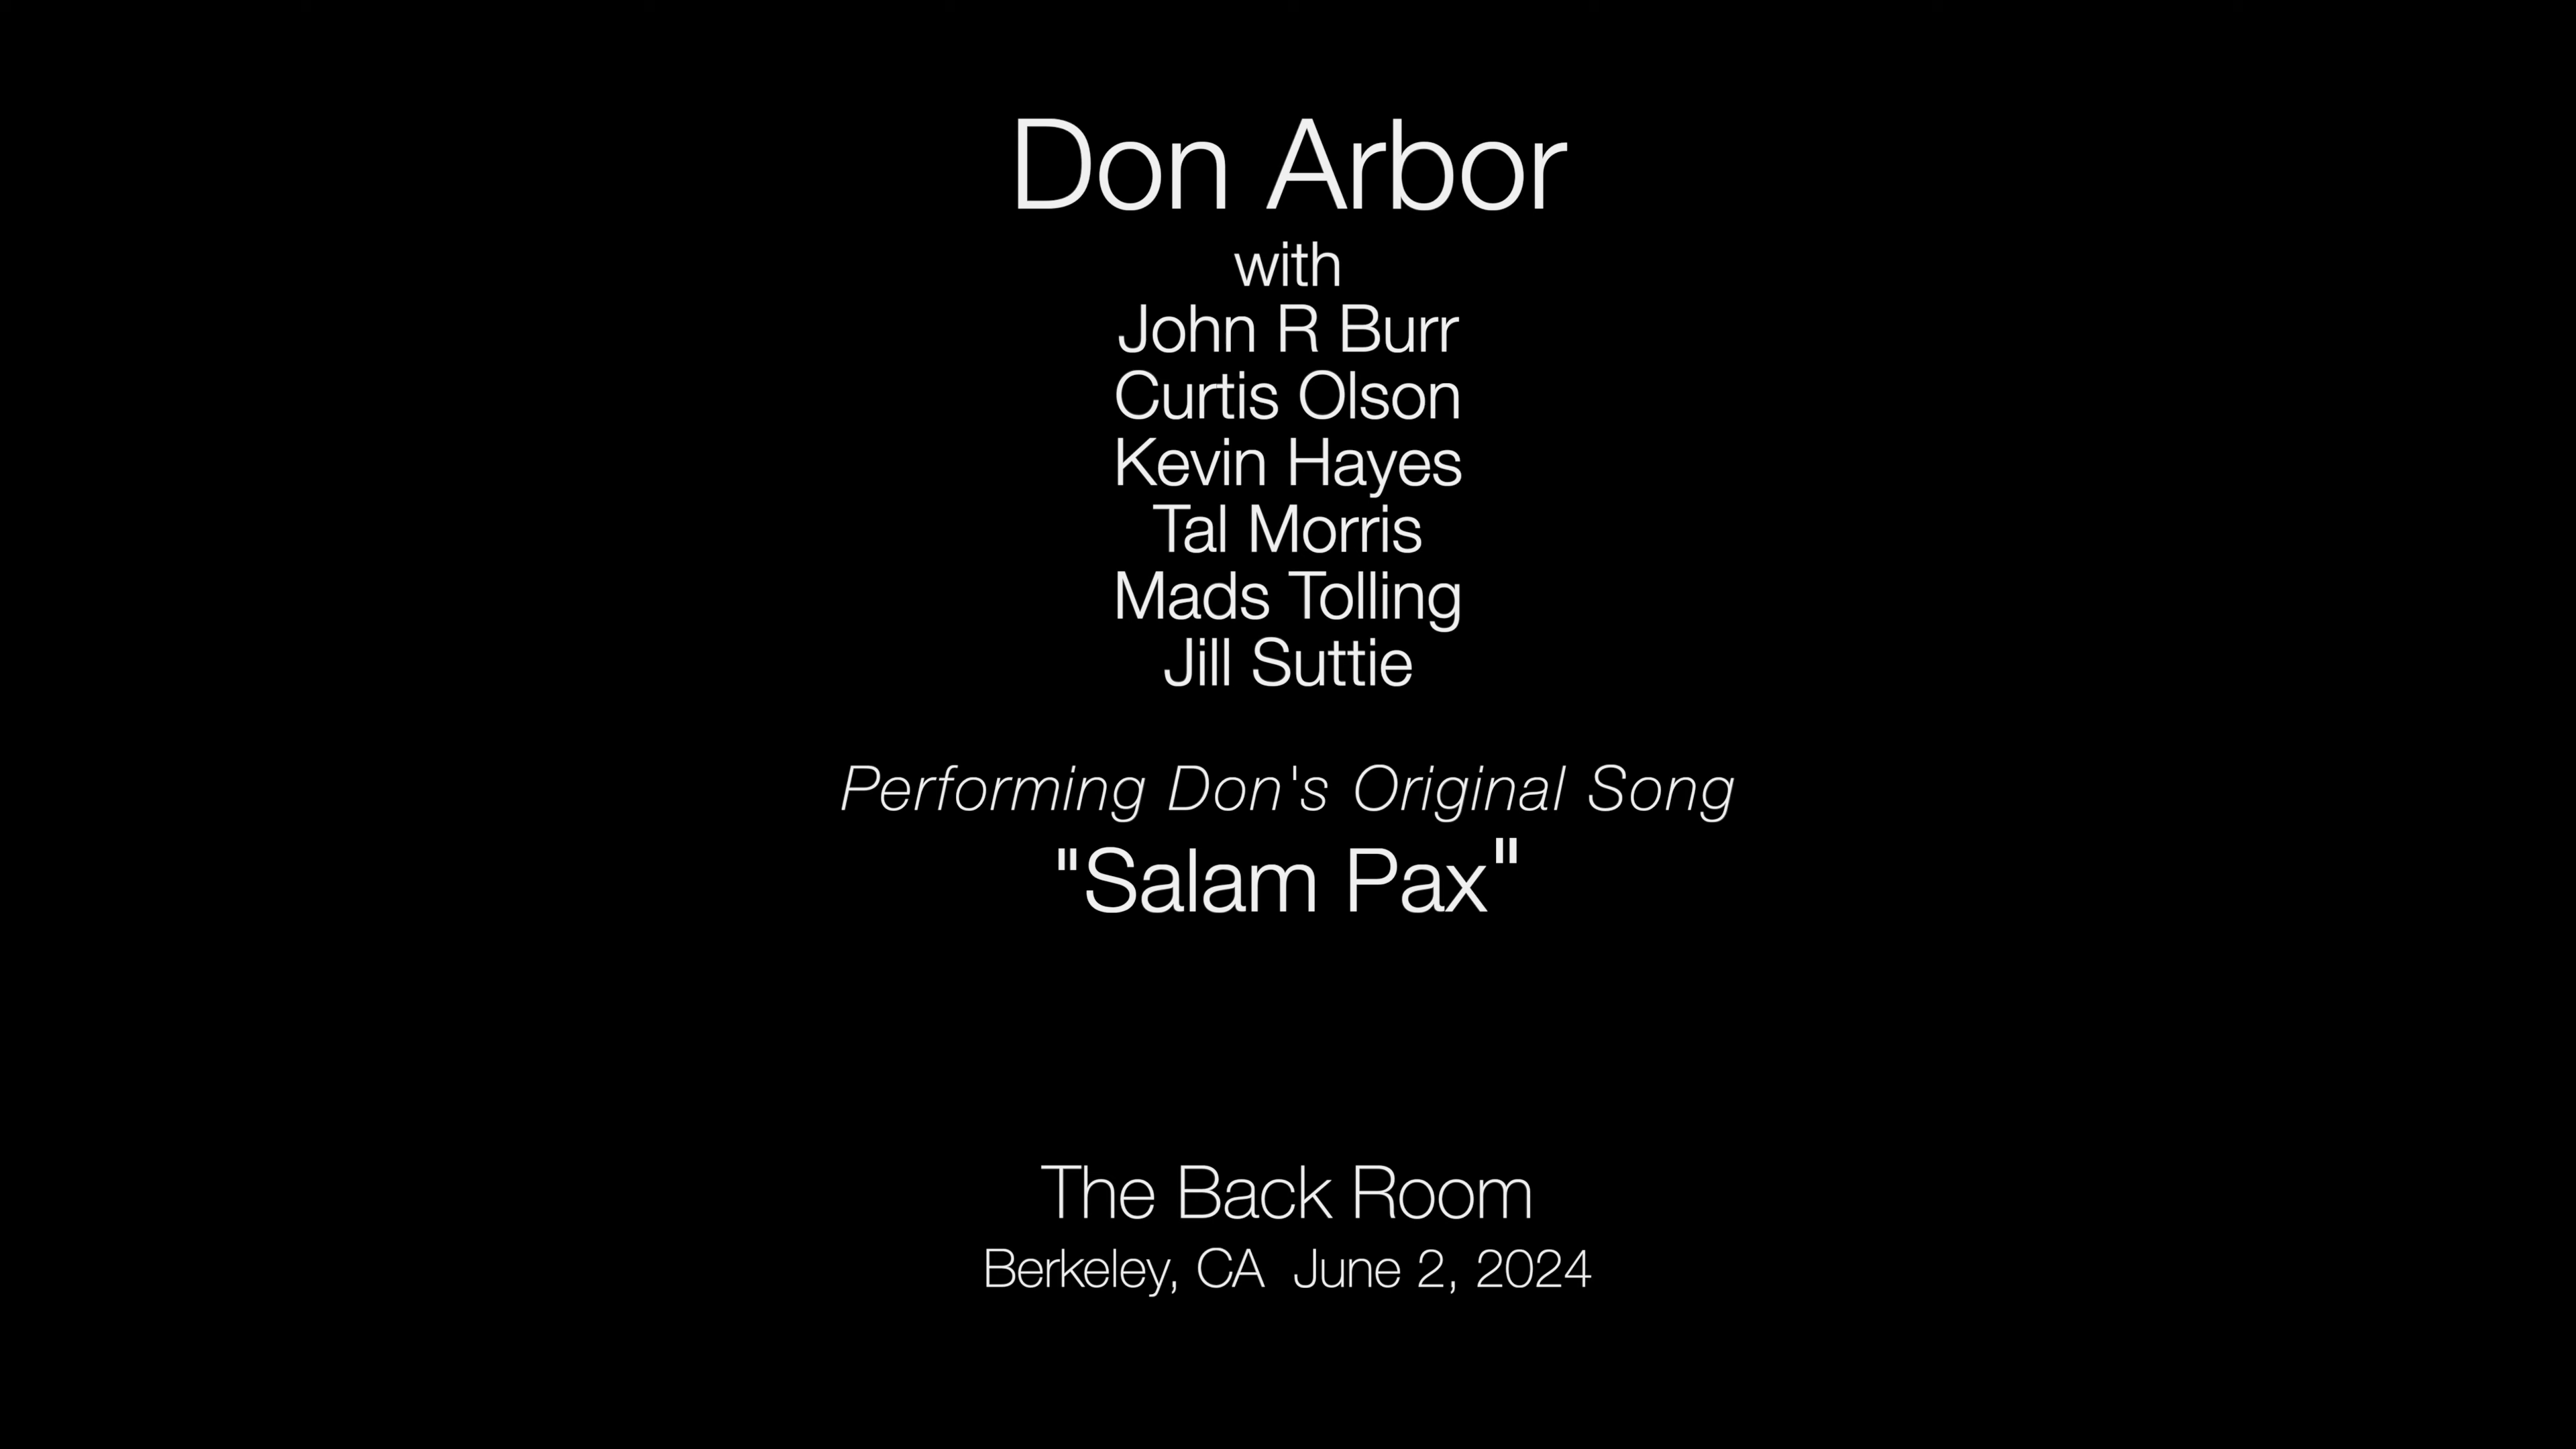 Don Arbor
with
John R Burr
Curtis Olson
Kevin Hayes
Tal Morris
Mads Tolling
Jill Suttie
Performing Don's Original Song
"Salam Pax"
The Back Room
Berkeley, CA  June 2, 2024